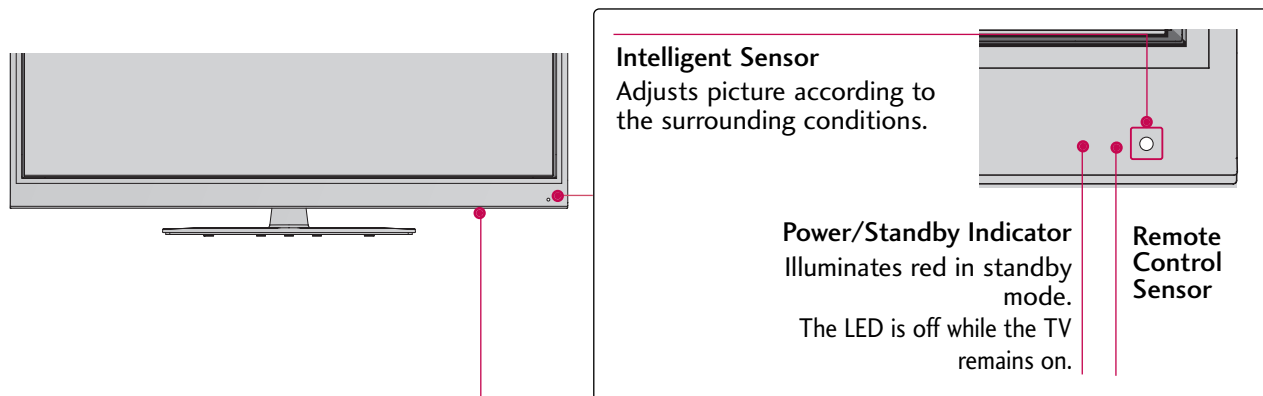 Intelligent Sensor
Adjusts picture according to
the surrounding conditions.
Power/Standby Indicator
Illuminates red in standby
mode.
The LED is off while the TV
remains on.
Remote
Control
Sensor